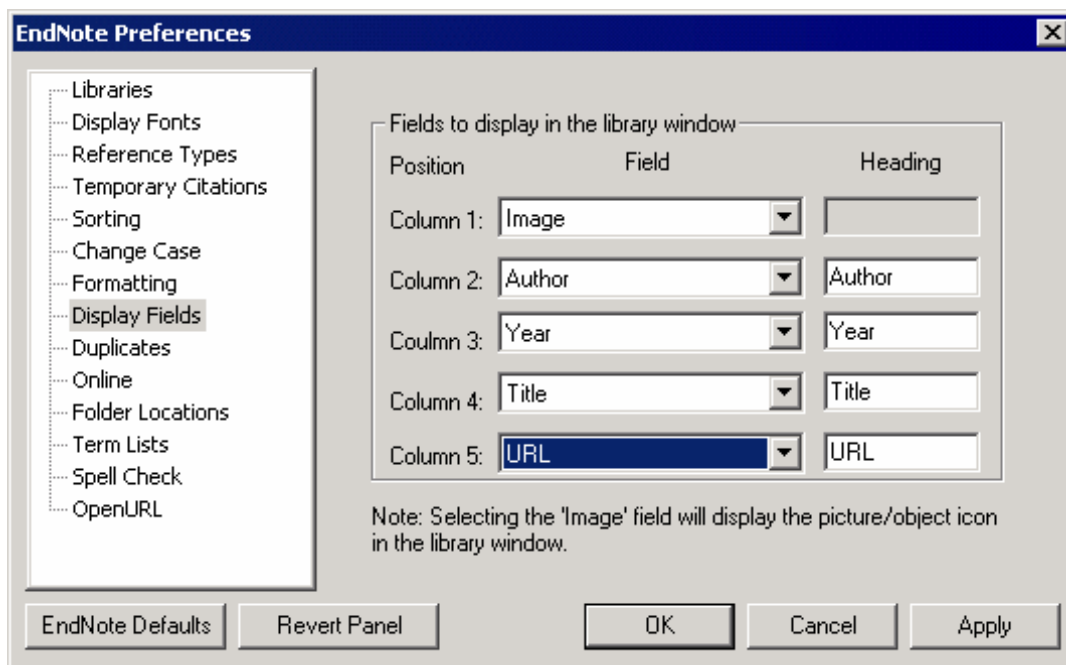 EndNote Preferences
Libraries
Display Fonts
Reference Types
Temporary Citations
Sorting
Change Case
Formatting
Display Fields
Duplicates
Online
Folder Locations
Term Lists
Spell Check
OpenURL
Fields to display in the library window
Position Field Heading
Column 1: Image
Column 2: Author Author
Coulmn 3: Year Year
Column 4: Title Title
Column 5: URL URL
Note: Selecting the 'Image' field will display the picture/object icon
in the library window.
EndNote Defaults Revert Panel OK Cancel Apply